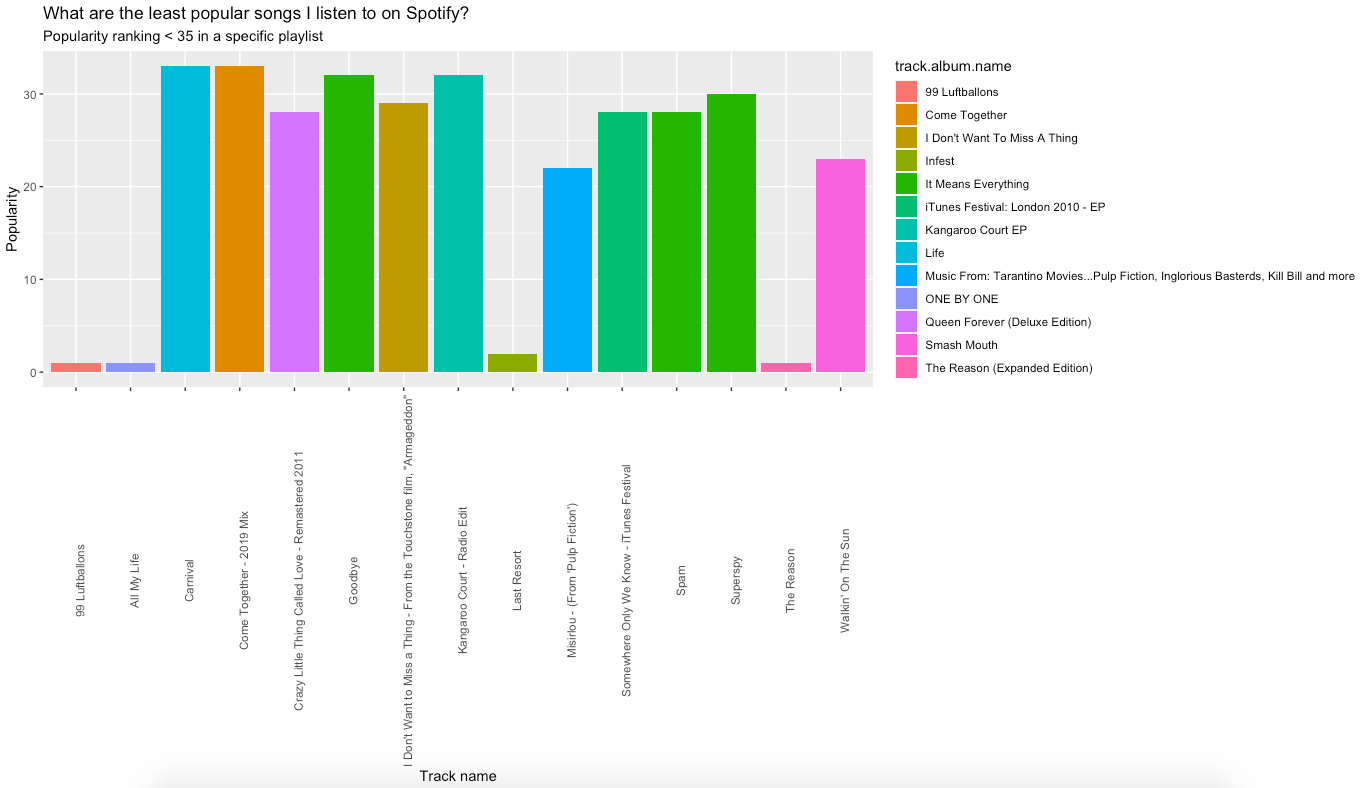 What are the least popular songs I listen to on Spotify?
Popularity ranking < 35 in a specific playlist
Popularity
30
20
10
0
99 Luftballons
All My Life
Carnival
Come Together - 2019 Mix
Crazy Little Thing Called Love - Remastered 2011
Goodbye
I Don't Want to Miss a Thing - From the Touchstone film, "Armageddon"
Kangaroo Court - Radio Edit
Last Resort
Misirlou - (From 'Pulp Fiction')
Somewhere Only We Know - iTunes Festival
Spam
Superspy
The Reason
Walkin' On The Sun
Track name
track.album.name
99 Luftballons
Come Together
I Don't Want To Miss A Thing
Infest
It Means Everything
iTunes Festival: London 2010 - EP
Kangaroo Court EP
Life
Music From: Tarantino Movies...Pulp Fiction, Inglorious Basterds, Kill Bill and more
ONE BY ONE
Queen Forever (Deluxe Edition)
Smash Mouth
The Reason (Expanded Edition)